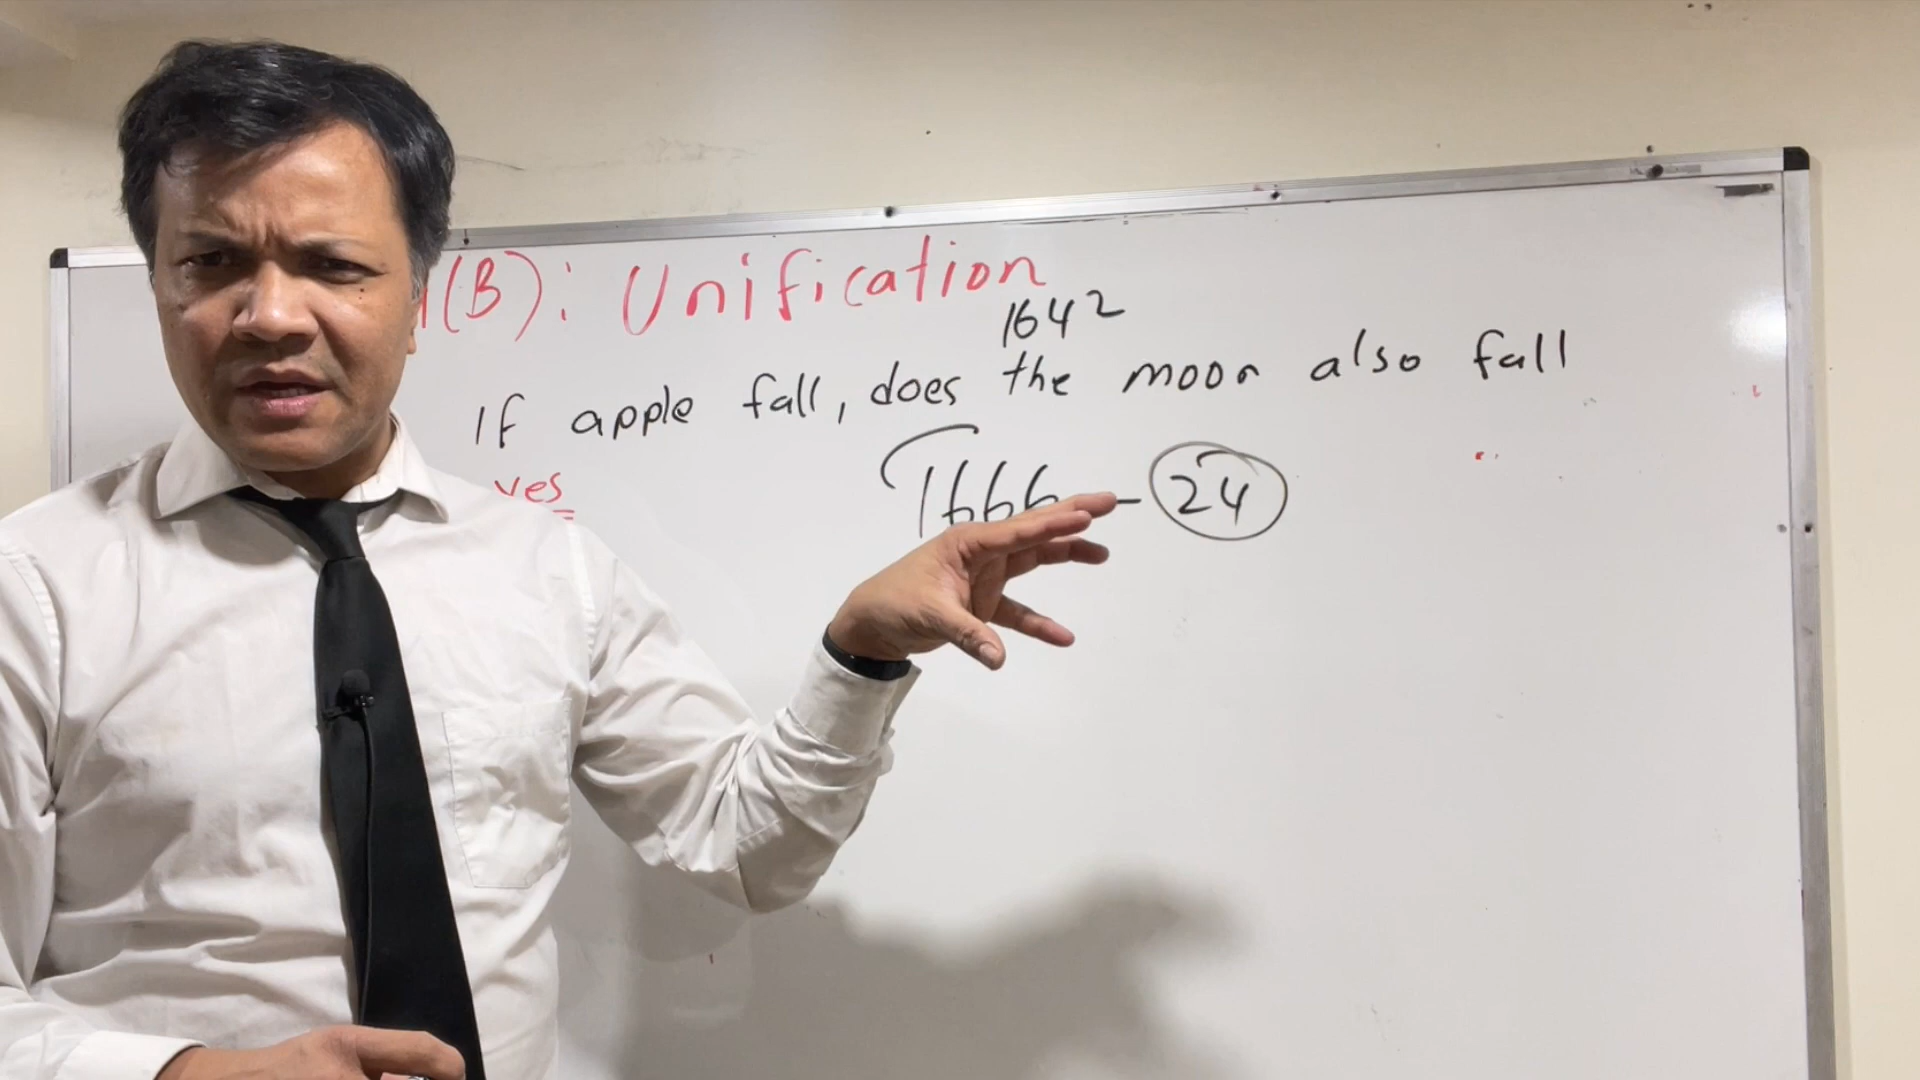 (B): Unification
1642
If apple fall, does the moon also fall
yes
1666 - 24